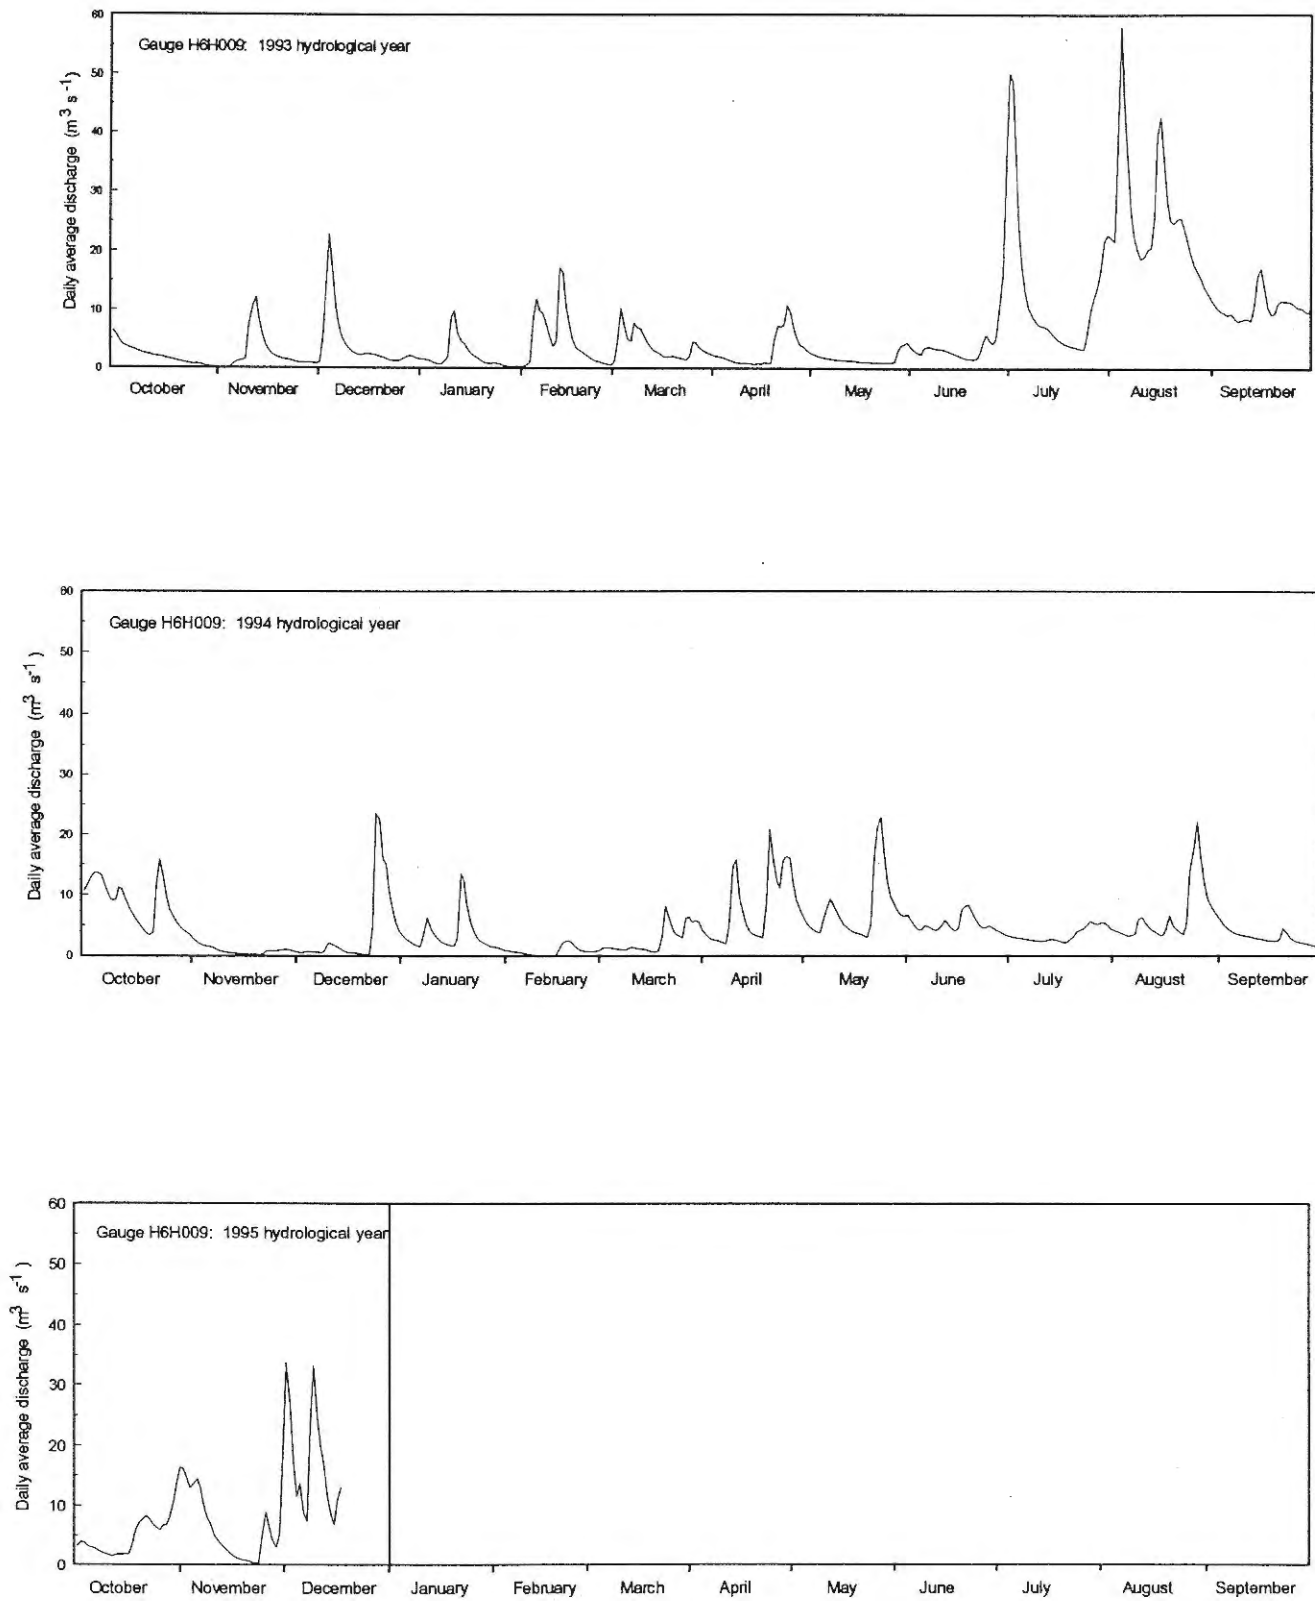 60
50
40
30
20
10
0
Daily average discharge (m³ s⁻¹)
Gauge H6H009: 1993 hydrological year
October November December January February March April May June July August September
60
50
40
30
20
10
0
Daily average discharge (m³ s⁻¹)
Gauge H6H009: 1994 hydrological year
October November December January February March April May June July August September
60
50
40
30
20
10
0
Daily average discharge (m³ s⁻¹)
Gauge H6H009: 1995 hydrological year
October November December January February March April May June July August September